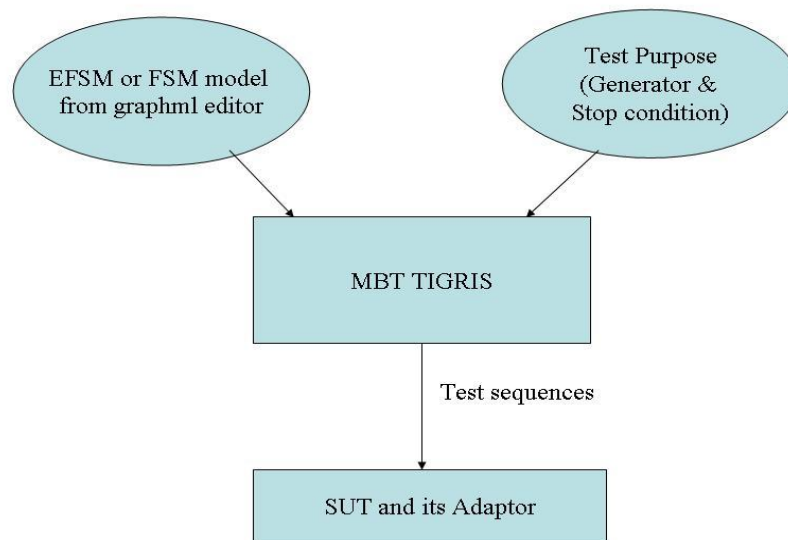 EFSM or FSM model
from graphml editor
Test Purpose
(Generator &
Stop condition)
MBT TIGRIS
Test sequences
SUT and its Adaptor